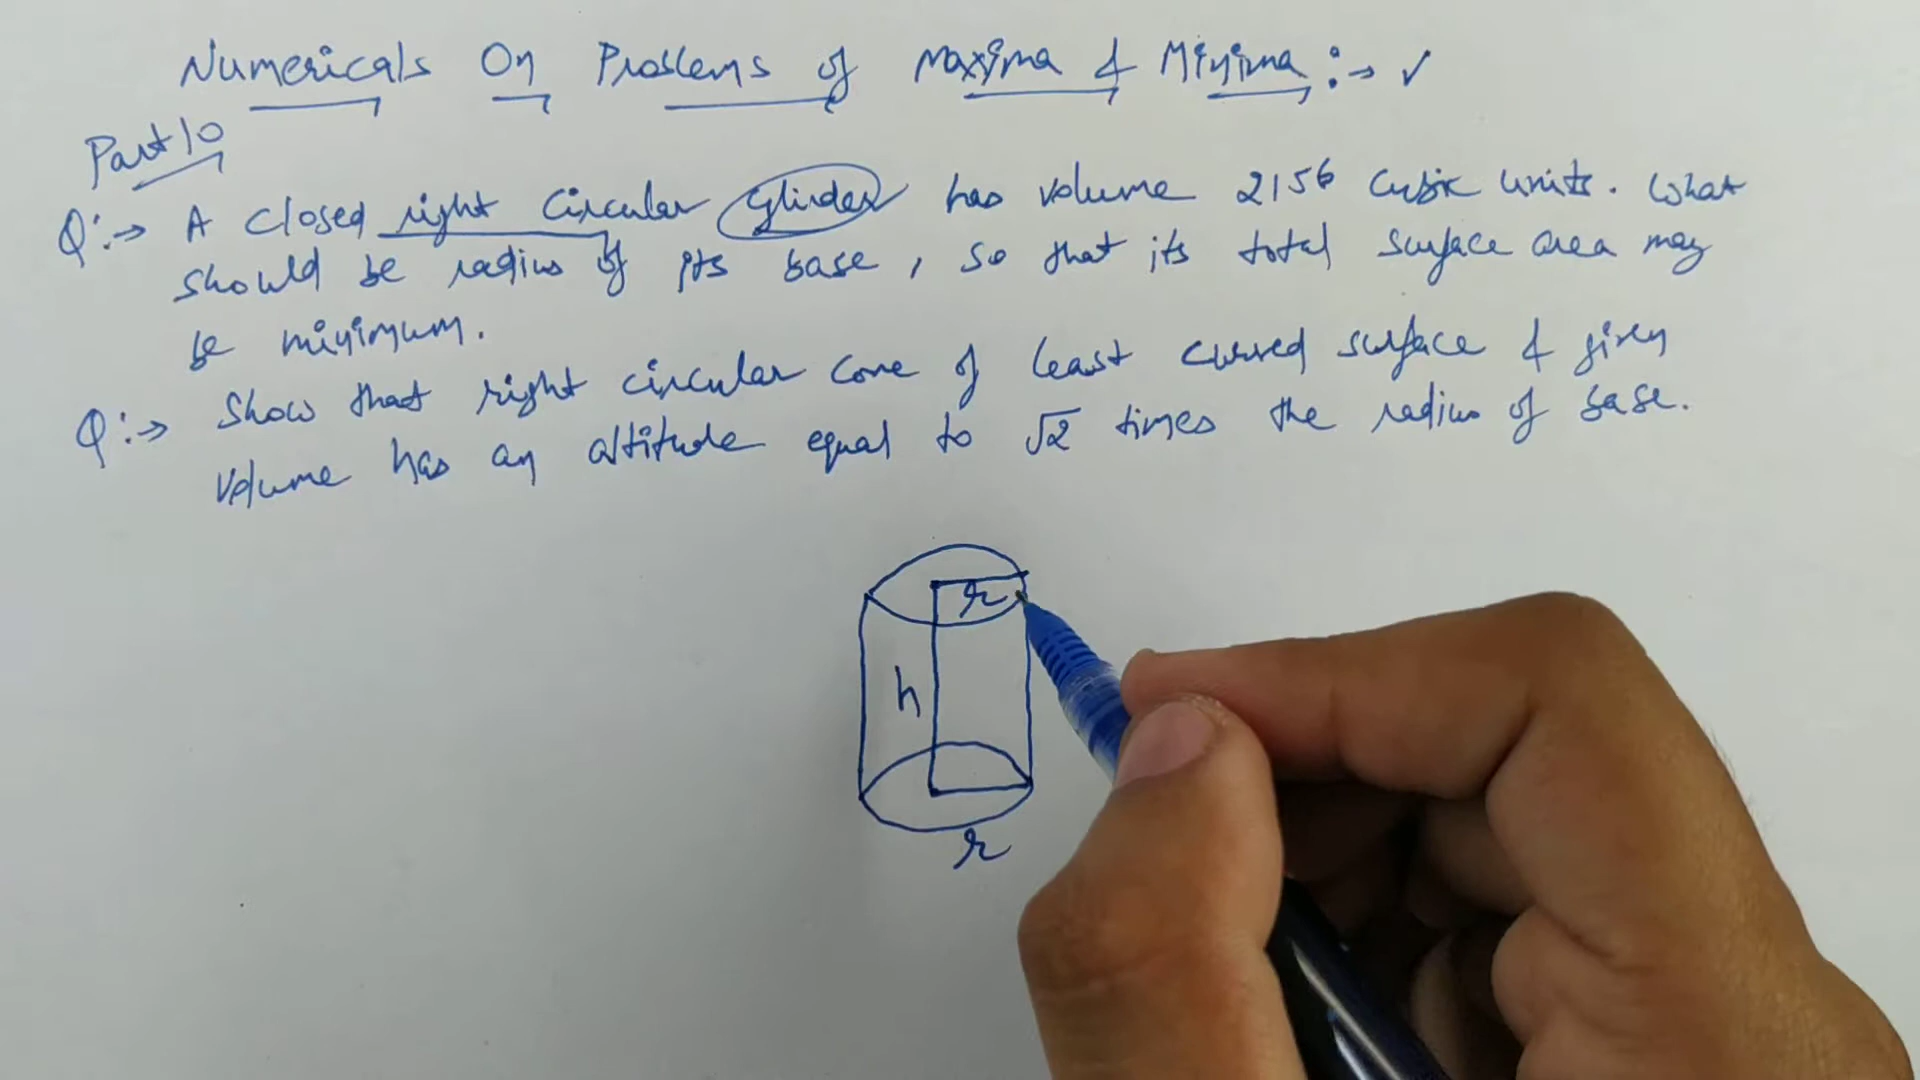 Numericals On Problems of Maxima & Minima :→ ✓
Part 10
Q:→ A closed right circular cylinder has volume 2156 cubic units. What
should be radius of its base, so that its total surface area may
be minimum.
Q:→ Show that right circular cone of least curved surface & given
volume has an altitude equal to √2 times the radius of base.
r
h
r